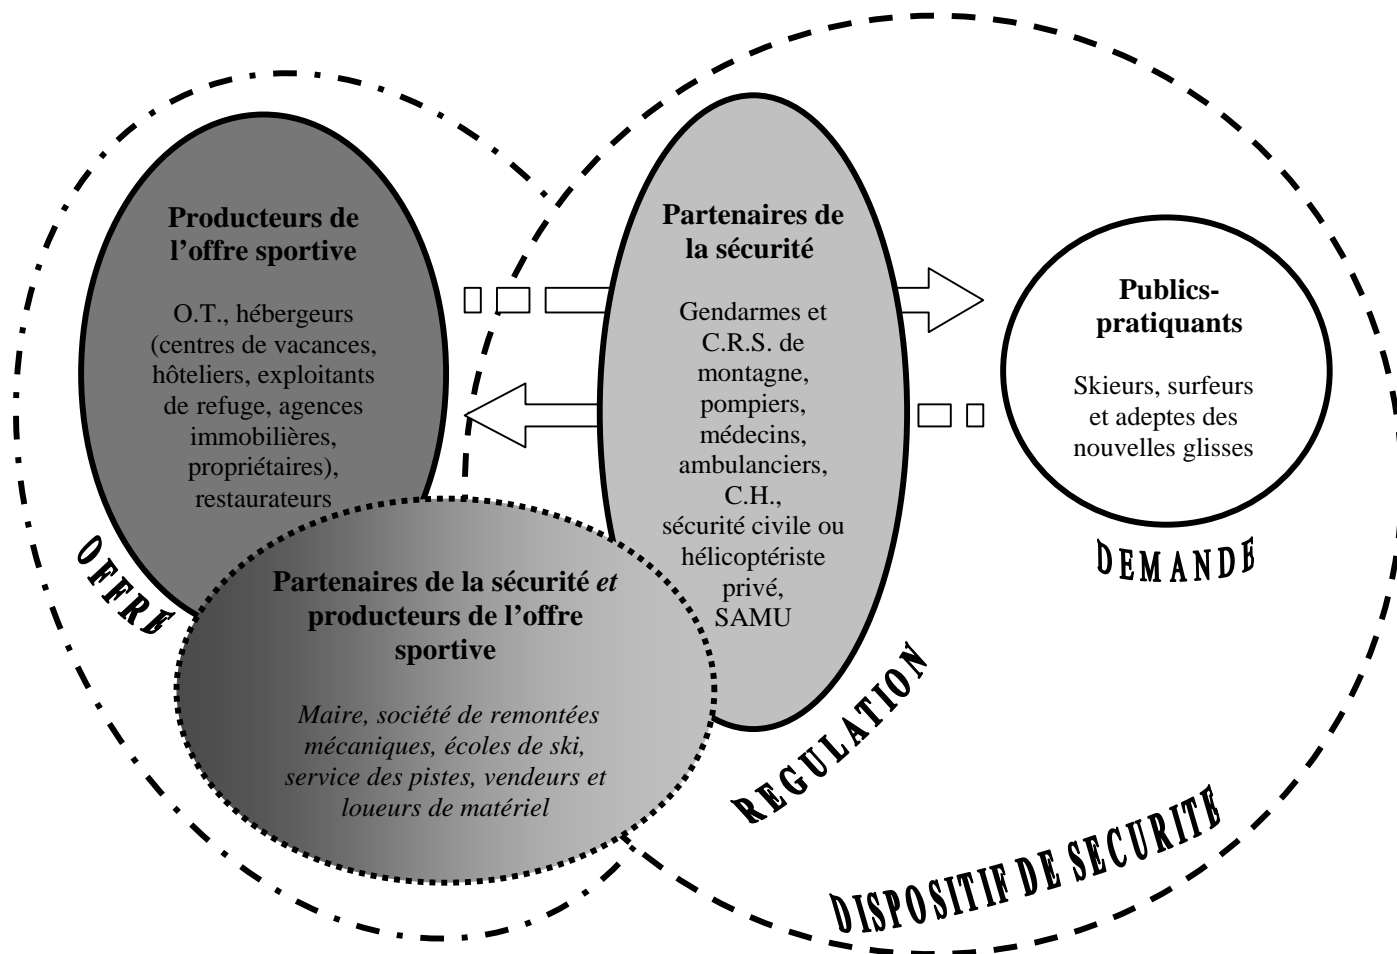 Producteurs de
l’offre sportive
O.T., hébergeurs
(centres de vacances,
hôteliers, exploitants
de refuge, agences
immobilières,
propriétaires),
restaurateurs
OFFRE
Partenaires de la sécurité et
producteurs de l’offre
sportive
Maire, société de remontées
mécaniques, écoles de ski,
service des pistes, vendeurs et
loueurs de matériel
Partenaires de
la sécurité
Gendarmes et
C.R.S. de
montagne,
pompiers,
médecins,
ambulanciers,
C.H.,
sécurité civile ou
hélicoptériste
privé,
SAMU
REGULATION
Publics-
pratiquants
Skieurs, surfeurs
et adeptes des
nouvelles glisses
DEMANDE
DISPOSITIF DE SECURITE